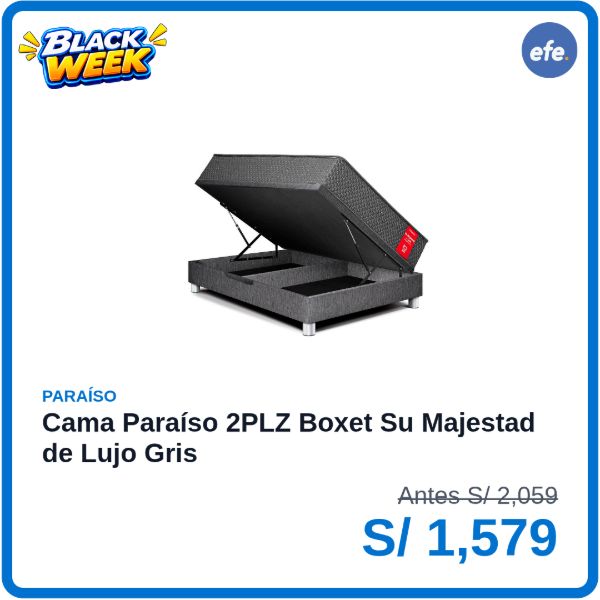 BLACK
WEEK
efe.
PARAÍSO
Cama Paraíso 2PLZ Boxet Su Majestad
de Lujo Gris
Antes S/ 2,059
S/ 1,579